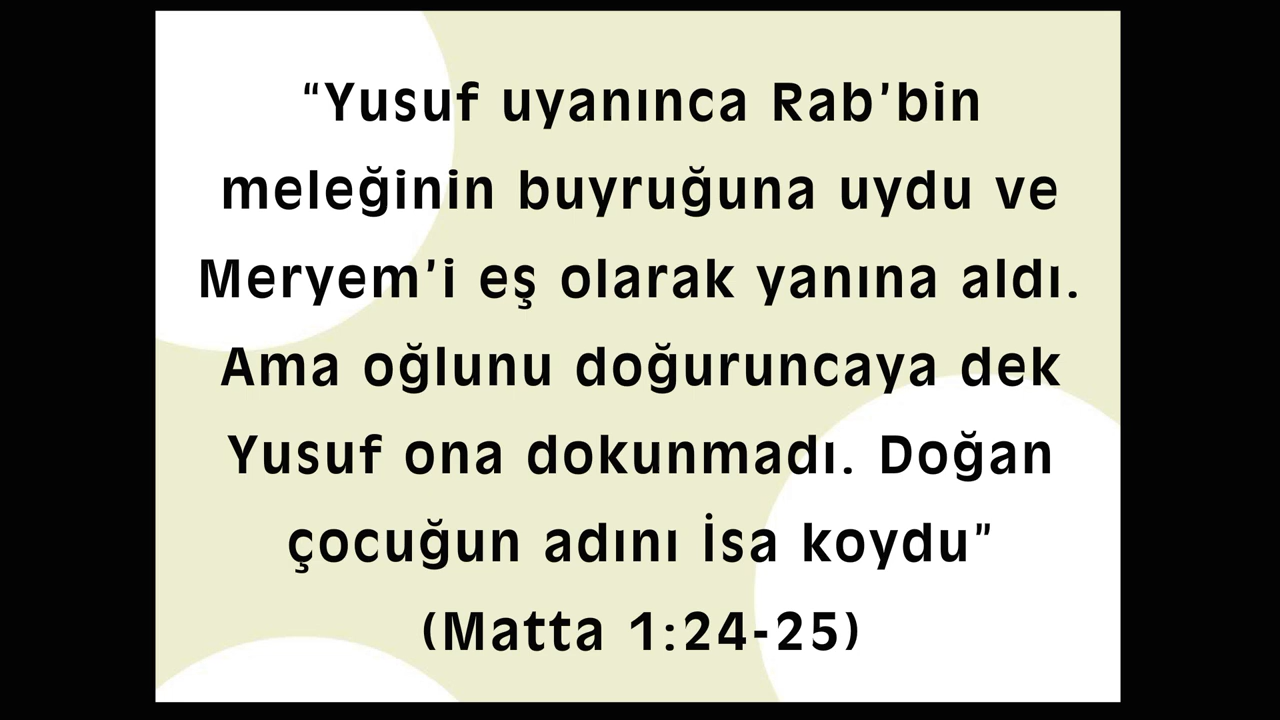 “Yusuf uyanınca Rab’bin
meleğinin buyruğuna uydu ve
Meryem’i eş olarak yanına aldı.
Ama oğlunu doğuruncaya dek
Yusuf ona dokunmadı. Doğan
çocuğun adını İsa koydu”
(Matta 1:24-25)